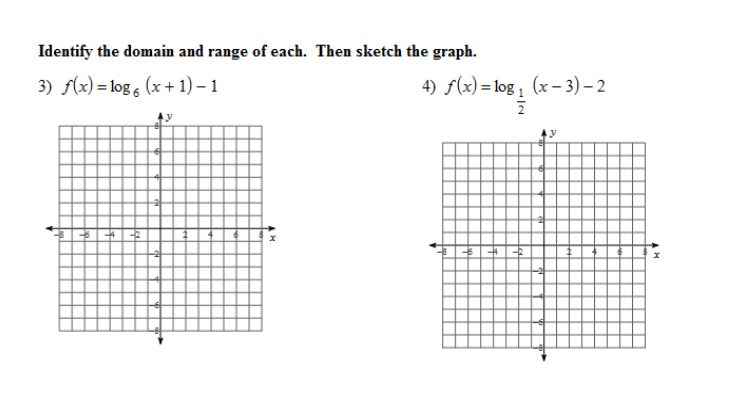 Identify the domain and range of each. Then sketch the graph.
3) f(x) = log₆ (x + 1) – 1
4) f(x) = log 1/2 (x – 3) – 2
y
8
6
4
2
-8 -6 -4 -2 2 4 6 8 x
-2
-4
-6
-8
y
8
6
4
2
-8 -6 -4 -2 2 4 6 8 x
-2
-4
-6
-8